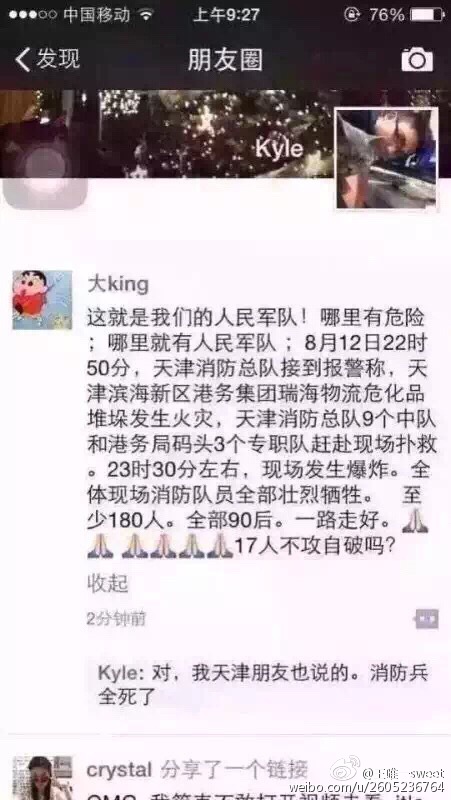 中国移动 上午9:27 76%
发现 朋友圈
Kyle
大king
这就是我们的人民军队！哪里有危险
；哪里就有人民军队；8月12日22时
50分，天津消防总队接到报警称，天
津滨海新区港务集团瑞海物流危化品
堆垛发生火灾，天津消防总队9个中队
和港务局码头3个专职队赶赴现场扑救
。23时30分左右，现场发生爆炸。全
体现场消防队员全部壮烈牺牲。 至
少180人。全部90后。一路走好。🙏
🙏🙏🙏🙏🙏17人不攻自破吗？
收起
2分钟前
Kyle: 对，我天津朋友也说的。消防兵
全死了
crystal 分享了一个链接
weibo.com/u/2605236764